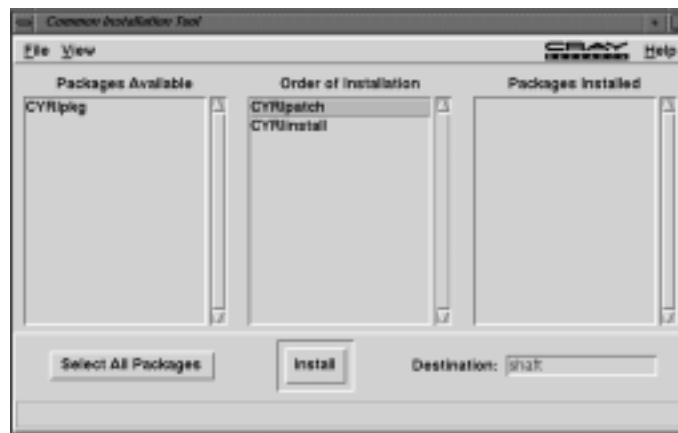 Common Installation Tool
File View CRAY Help
Packages Available Order of Installation Packages Installed
CYRIpkg CYRIpatch
CYRIinstall
Select All Packages Install Destination: shaft